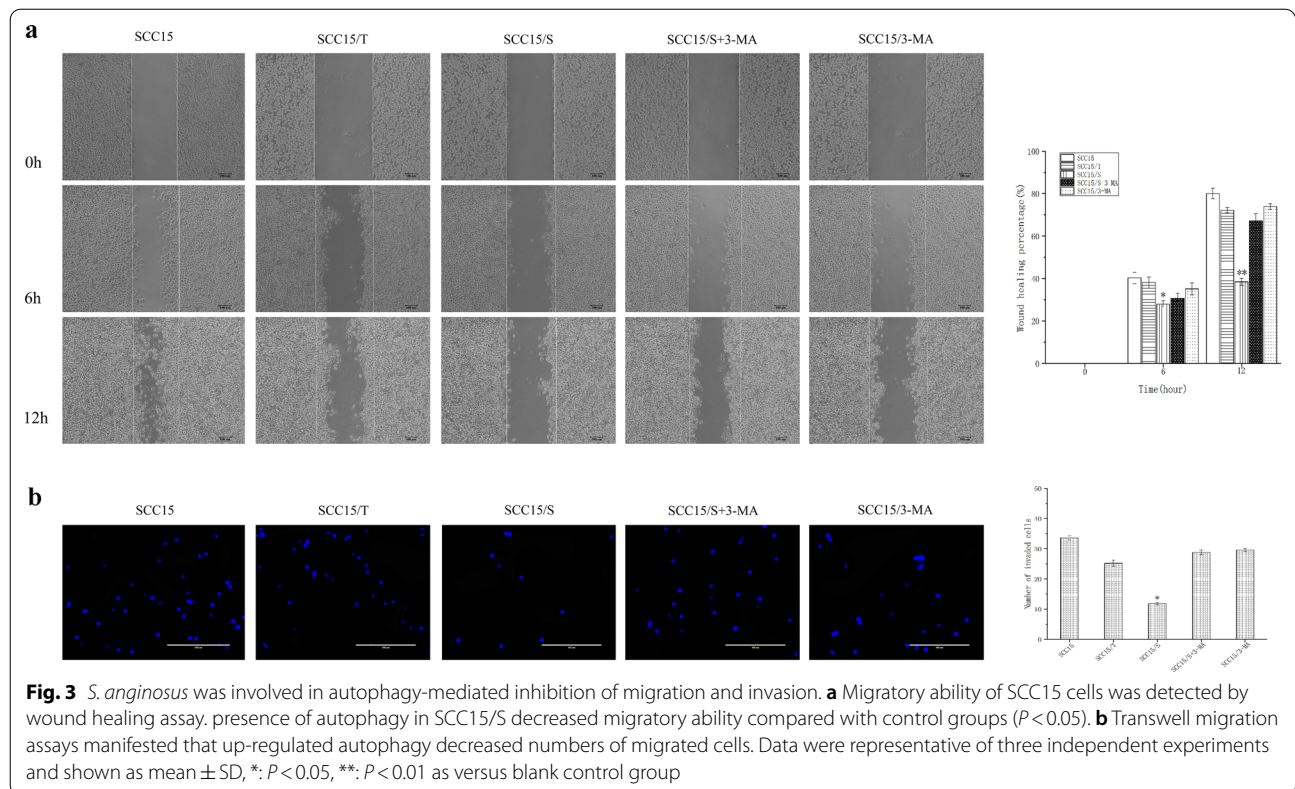 a
SCC15 SCC15/T SCC15/S SCC15/S+3-MA SCC15/3-MA
0h
6h
12h
Wound healing percentage(%)
100
80
60
40
20
0
SCC15
SCC15/T
SCC15/S
SCC15/S 3 MA
SCC15/3-MA
*
**
0 6 12
Time(hour)
b
SCC15 SCC15/T SCC15/S SCC15/S+3-MA SCC15/3-MA
Number of invaded cells
50
40
30
20
10
0
*
SCC15 SCC15/T SCC15/S SCC15/S+3-MA SCC15/3-MA
Fig. 3 S. anginosus was involved in autophagy-mediated inhibition of migration and invasion. a Migratory ability of SCC15 cells was detected by
wound healing assay. presence of autophagy in SCC15/S decreased migratory ability compared with control groups (P < 0.05). b Transwell migration
assays manifested that up-regulated autophagy decreased numbers of migrated cells. Data were representative of three independent experiments
and shown as mean ± SD, *: P < 0.05, **: P < 0.01 as versus blank control group